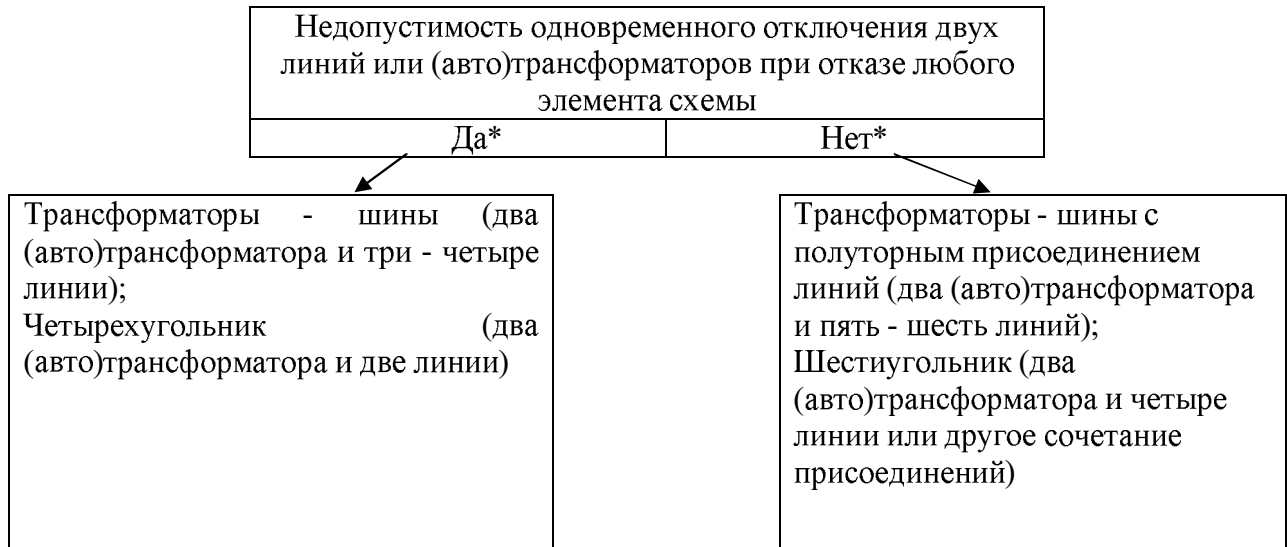 Недопустимость одновременного отключения двух
линий или (авто)трансформаторов при отказе любого
элемента схемы
Да*
Нет*
Трансформаторы - шины (два
(авто)трансформатора и три - четыре
линии);
Четырехугольник (два
(авто)трансформатора и две линии)
Трансформаторы - шины с
полуторным присоединением
линий (два (авто)трансформатора
и пять - шесть линий);
Шестиугольник (два
(авто)трансформатора и четыре
линии или другое сочетание
присоединений)